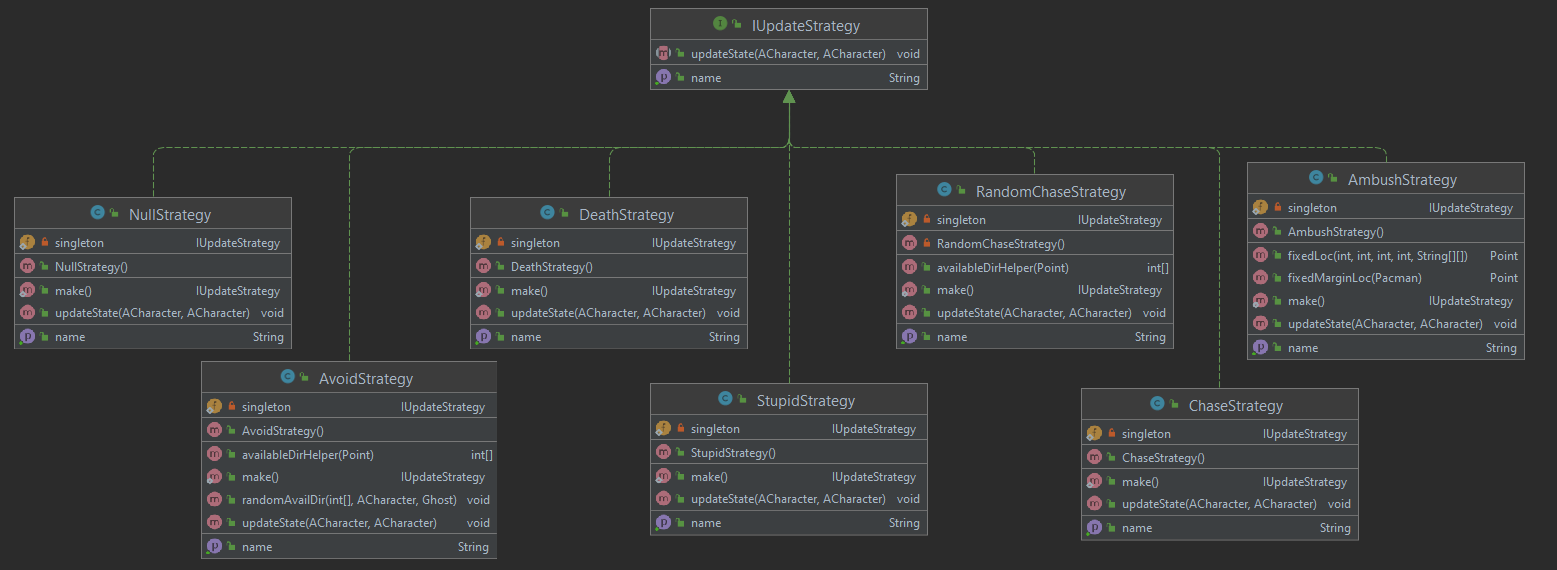 IUpdateStrategy
updateState(ACharacter, ACharacter) void
name String
NullStrategy
singleton IUpdateStrategy
NullStrategy()
make() IUpdateStrategy
updateState(ACharacter, ACharacter) void
name String
DeathStrategy
singleton IUpdateStrategy
DeathStrategy()
make() IUpdateStrategy
updateState(ACharacter, ACharacter) void
name String
RandomChaseStrategy
singleton IUpdateStrategy
RandomChaseStrategy()
availableDirHelper(Point) int[]
make() IUpdateStrategy
updateState(ACharacter, ACharacter) void
name String
AmbushStrategy
singleton IUpdateStrategy
AmbushStrategy()
fixedLoc(int, int, int, int, String[][]) Point
fixedMarginLoc(Pacman) Point
make() IUpdateStrategy
updateState(ACharacter, ACharacter) void
name String
AvoidStrategy
singleton IUpdateStrategy
AvoidStrategy()
availableDirHelper(Point) int[]
make() IUpdateStrategy
randomAvailDir(int[], ACharacter, Ghost) void
updateState(ACharacter, ACharacter) void
name String
StupidStrategy
singleton IUpdateStrategy
StupidStrategy()
make() IUpdateStrategy
updateState(ACharacter, ACharacter) void
name String
ChaseStrategy
singleton IUpdateStrategy
ChaseStrategy()
make() IUpdateStrategy
updateState(ACharacter, ACharacter) void
name String